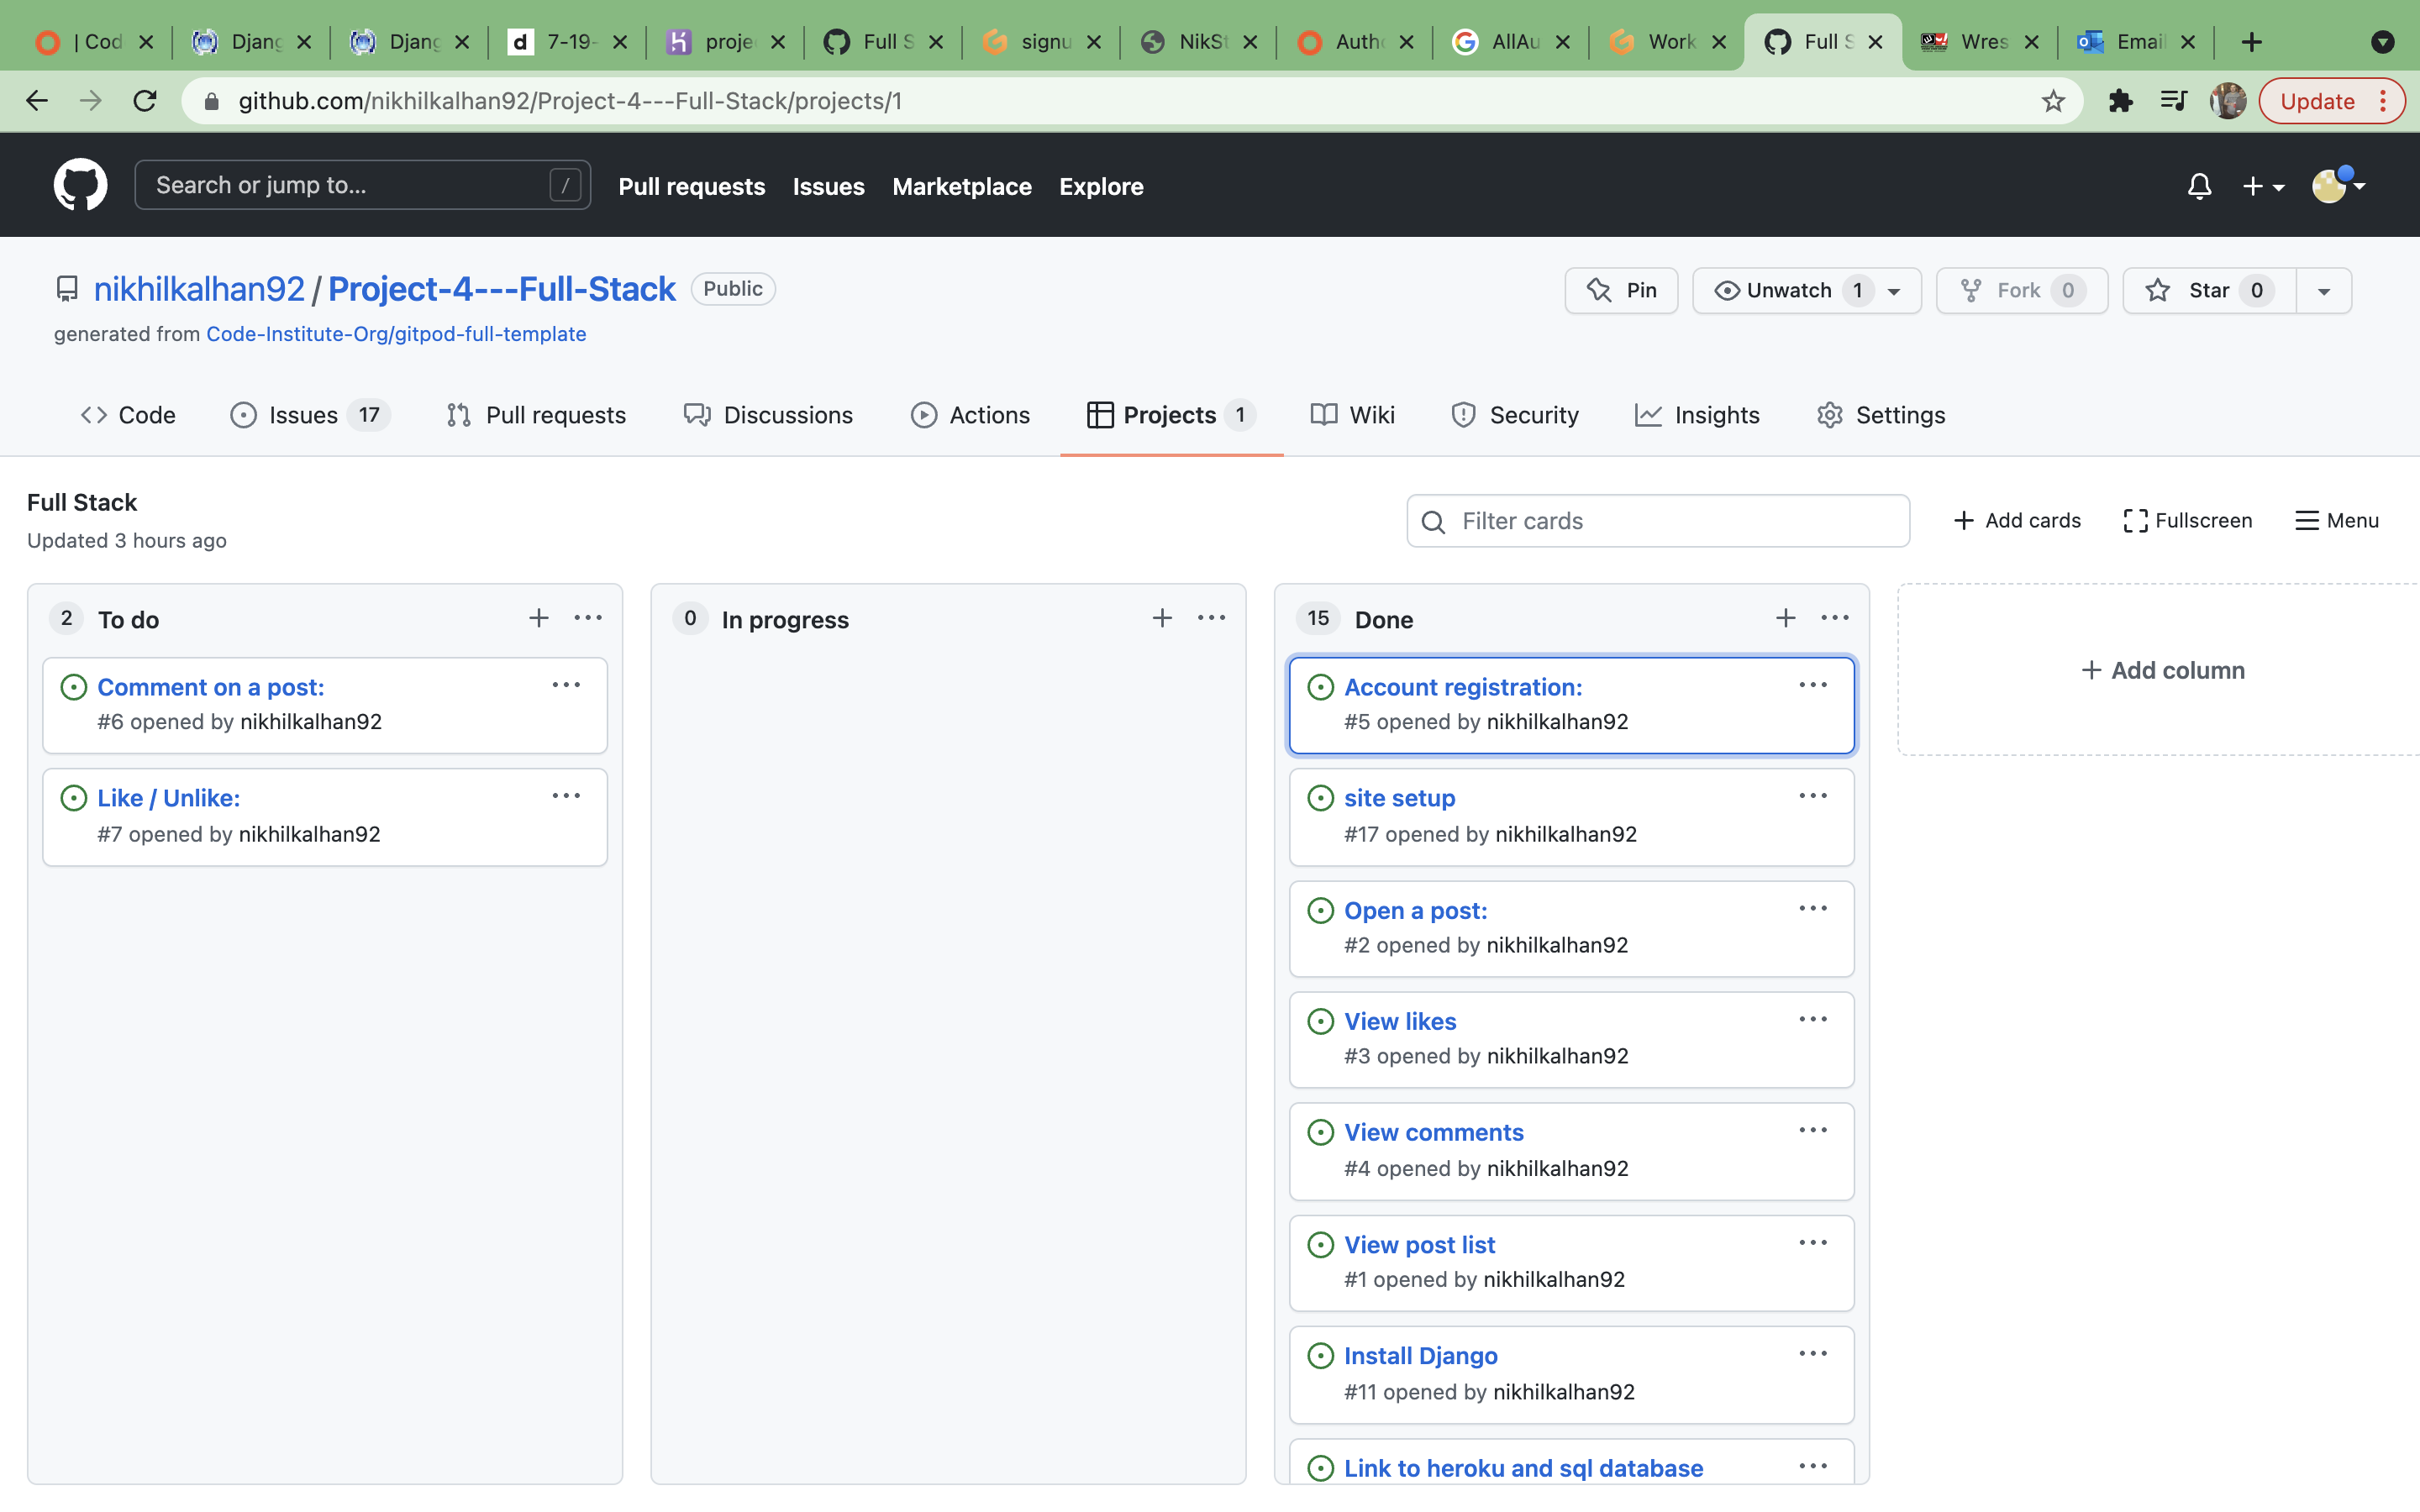 | Cod
Djang
Djang
7-19-
proje
Full S
signu
NikSt
Autho
AllAu
Work
Full S
Wres
Email
github.com/nikhilkalhan92/Project-4---Full-Stack/projects/1
Update
Search or jump to...
/
Pull requests Issues Marketplace Explore
nikhilkalhan92 / Project-4---Full-Stack Public
Pin Unwatch 1 Fork 0 Star 0
generated from Code-Institute-Org/gitpod-full-template
Code Issues 17 Pull requests Discussions Actions Projects 1 Wiki Security Insights Settings
Full Stack
Updated 3 hours ago
Filter cards
+ Add cards Fullscreen Menu
2 To do
Comment on a post:
#6 opened by nikhilkalhan92
Like / Unlike:
#7 opened by nikhilkalhan92
0 In progress
15 Done
Account registration:
#5 opened by nikhilkalhan92
site setup
#17 opened by nikhilkalhan92
Open a post:
#2 opened by nikhilkalhan92
View likes
#3 opened by nikhilkalhan92
View comments
#4 opened by nikhilkalhan92
View post list
#1 opened by nikhilkalhan92
Install Django
#11 opened by nikhilkalhan92
Link to heroku and sql database
+ Add column